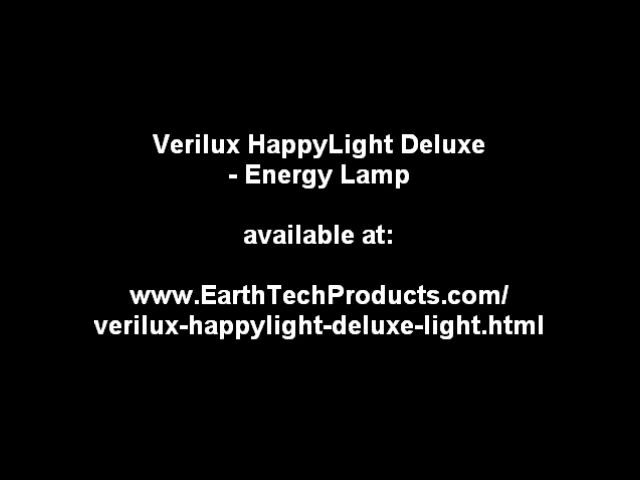 Verilux HappyLight Deluxe
- Energy Lamp
available at:
www.EarthTechProducts.com/
verilux-happylight-deluxe-light.html